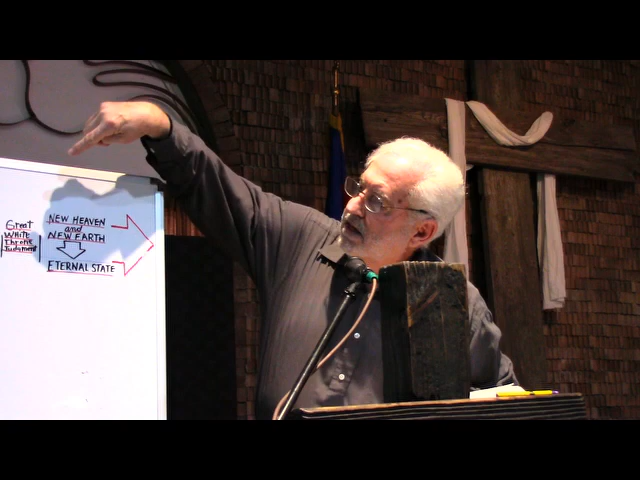 Great
White
Throne
Judgment
NEW HEAVEN
and
NEW EARTH
ETERNAL STATE